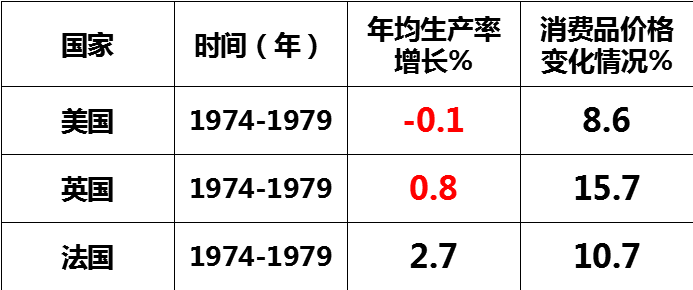 国家 时间（年） 年均生产率 消费品价格
增长% 变化情况%
美国 1974-1979 -0.1 8.6
英国 1974-1979 0.8 15.7
法国 1974-1979 2.7 10.7